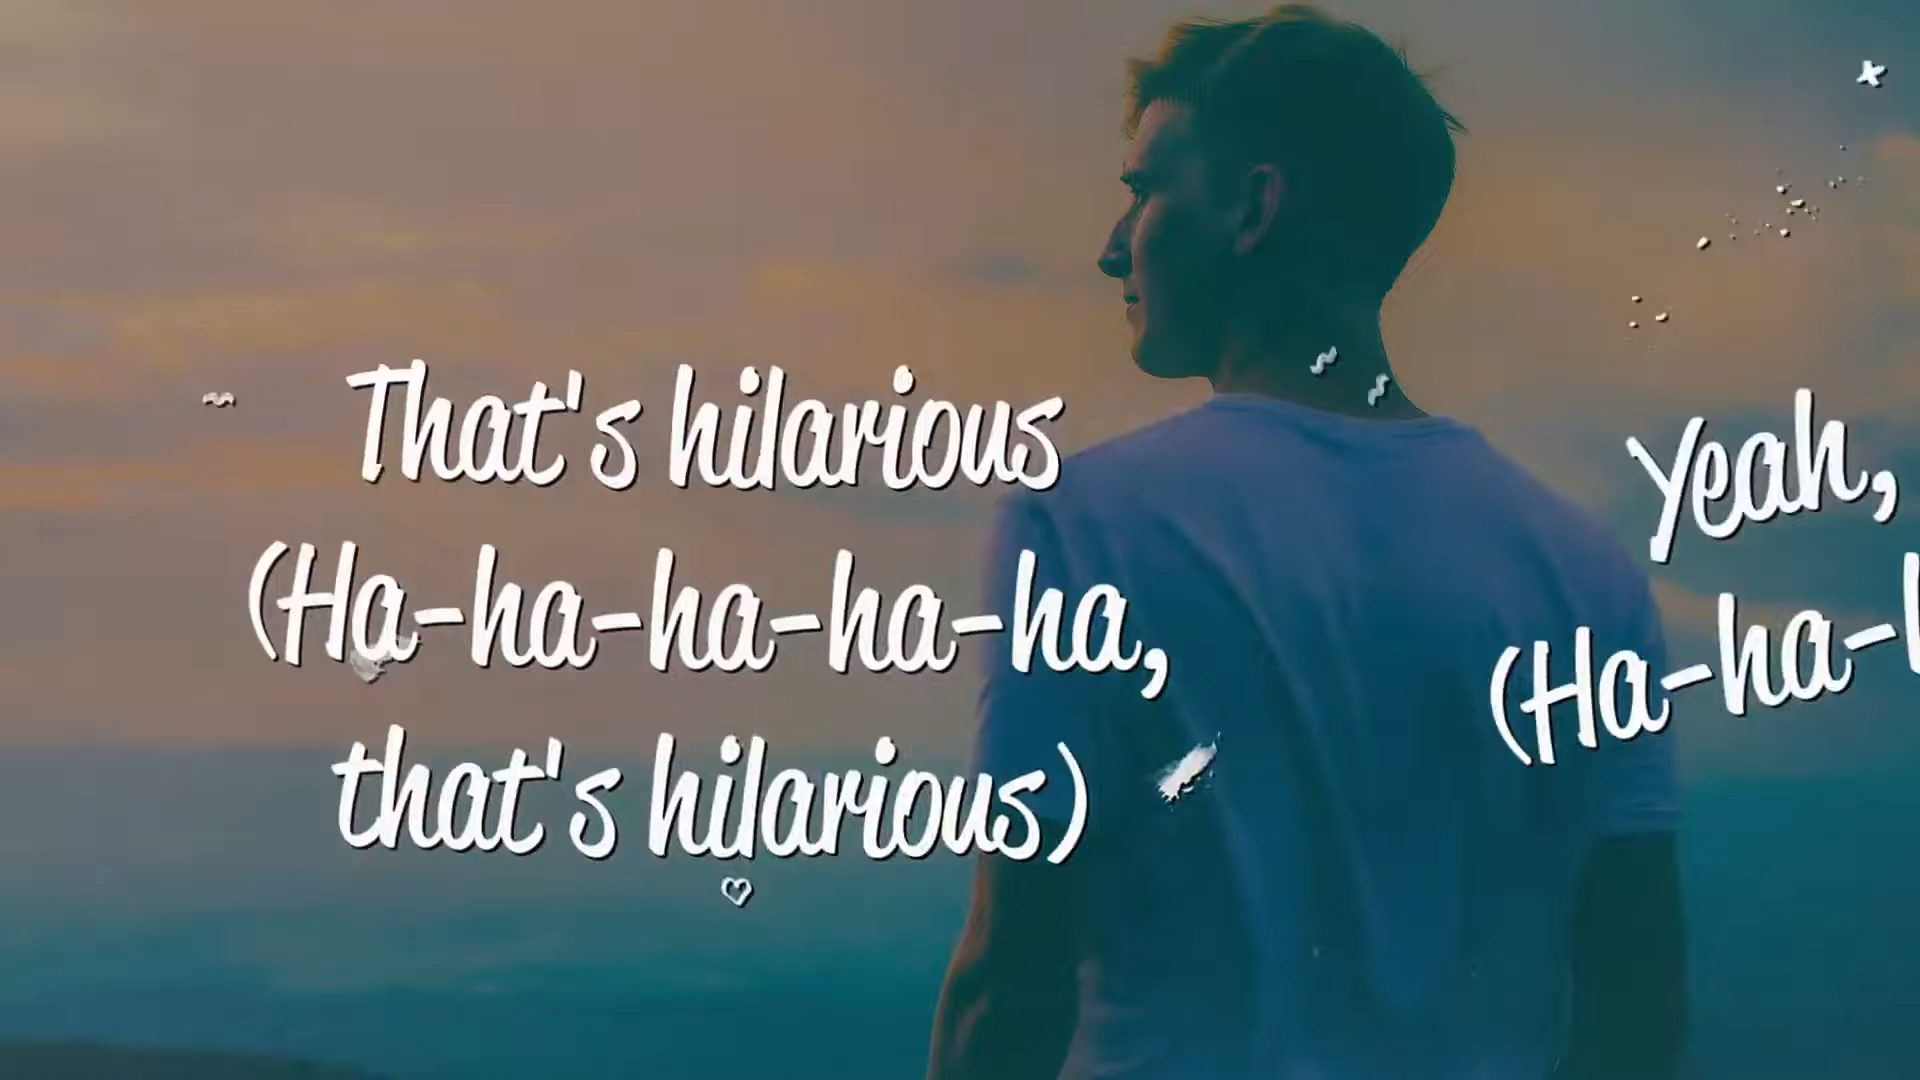 That's hilarious
(Ha-ha-ha-ha-ha,
that's hilarious)
Yeah,
(Ha-ha-